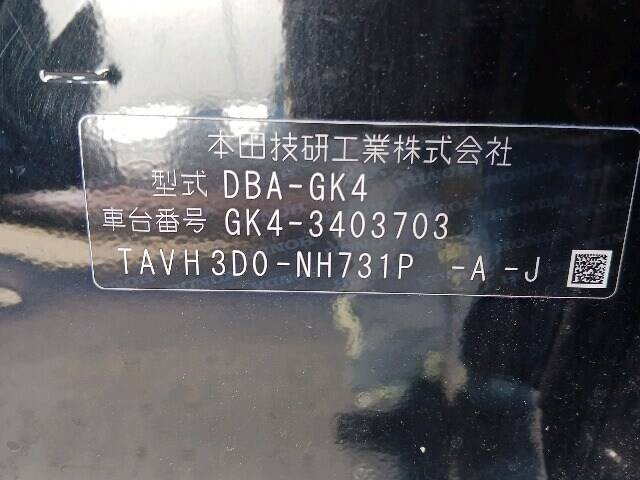 本田技研工業株式会社
型式 DBA-GK4
車台番号 GK4-3403703
TAVH3D0-NH731P -A -J